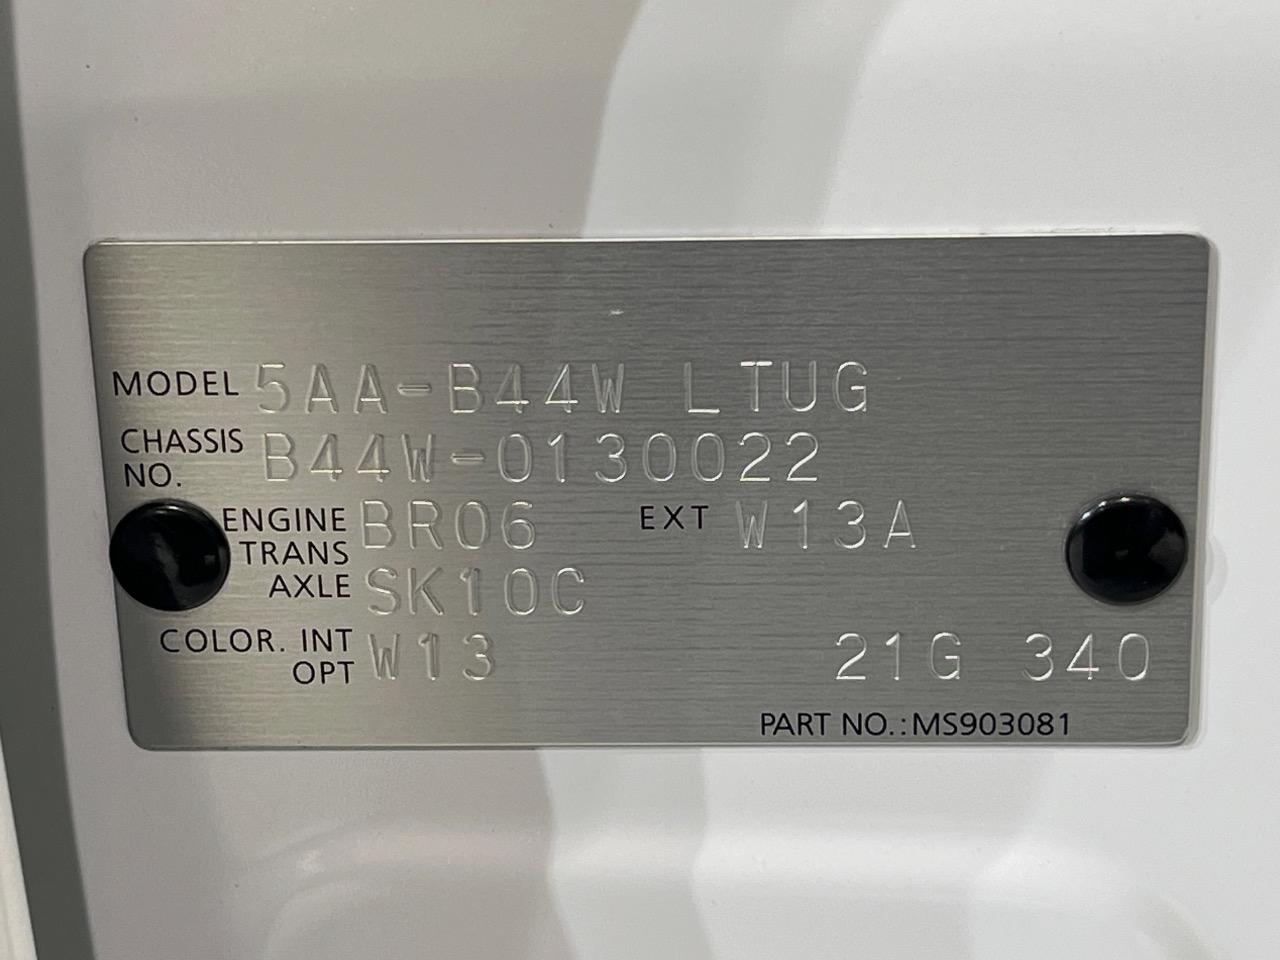 MODEL 5AA-B44W LTUG
CHASSIS NO. B44W-0130022
ENGINE BR06 EXT W13A
TRANS AXLE SK10C
COLOR. INT OPT W13 21G 340
PART NO.:MS903081